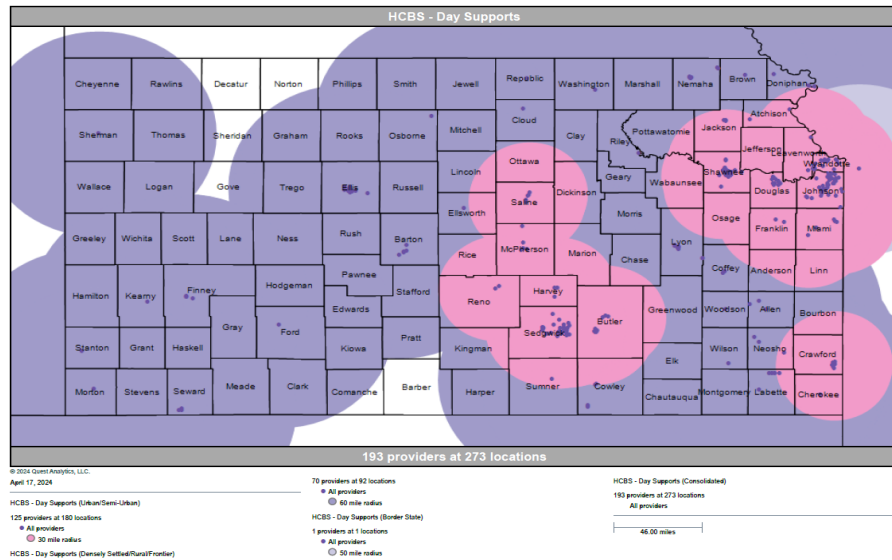 HCBS - Day Supports
Cheyenne Rawlins Decatur Norton Phillips Smith Jewell Republic Washington Marshall Nemaha Brown Doniphan
Sherman Thomas Sheridan Graham Rooks Osborne Mitchell Cloud Clay Riley Pottawatomie Jackson Atchison
Jefferson Leavenworth Wyandotte
Wallace Logan Gove Trego Ellis Russell Lincoln Ottawa Saline Dickinson Geary Wabaunsee Shawnee Douglas Johnson
Ellsworth Morris Osage Franklin Miami
Greeley Wichita Scott Lane Ness Rush Barton Rice McPherson Marion Chase Lyon Coffey Anderson Linn
Hamilton Kearny Finney Hodgeman Pawnee Stafford Reno Harvey Butler Greenwood Woodson Allen Bourbon
Gray Ford Edwards Sedgwick
Stanton Grant Haskell Kiowa Pratt Kingman Elk Wilson Neosho Crawford
Morton Stevens Seward Meade Clark Comanche Barber Harper Sumner Cowley Chautauqua Montgomery Labette Cherokee
193 providers at 273 locations
© 2024 Quest Analytics, LLC.
April 17, 2024
HCBS - Day Supports (Urban/Semi-Urban)
125 providers at 180 locations
All providers
30 mile radius
HCBS - Day Supports (Densely Settled/Rural/Frontier)
70 providers at 92 locations
All providers
60 mile radius
HCBS - Day Supports (Border State)
1 providers at 1 locations
All providers
50 mile radius
HCBS - Day Supports (Consolidated)
193 providers at 273 locations
All providers
46.00 miles